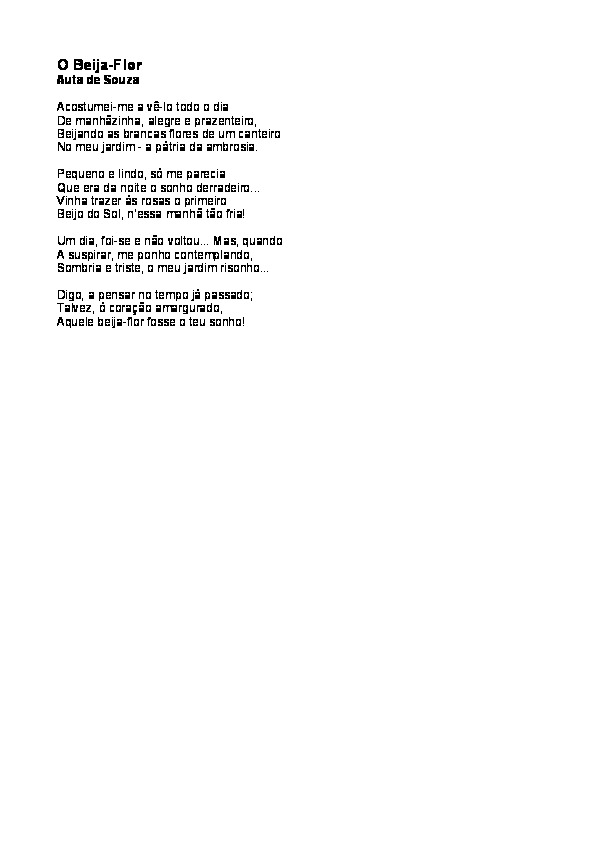 O Beija-Flor
Auta de Souza
Acostumei-me a vê-lo todo o dia
De manhãzinha, alegre e prazenteiro,
Beijando as brancas flores de um canteiro
No meu jardim - a pátria da ambrosia.
Pequeno e lindo, só me parecia
Que era da noite o sonho derradeiro...
Vinha trazer às rosas o primeiro
Beijo do Sol, n'essa manhã tão fria!
Um dia, foi-se e não voltou... Mas, quando
A suspirar, me ponho contemplando,
Sombria e triste, o meu jardim risonho...
Digo, a pensar no tempo já passado;
Talvez, ó coração amargurado,
Aquele beija-flor fosse o teu sonho!